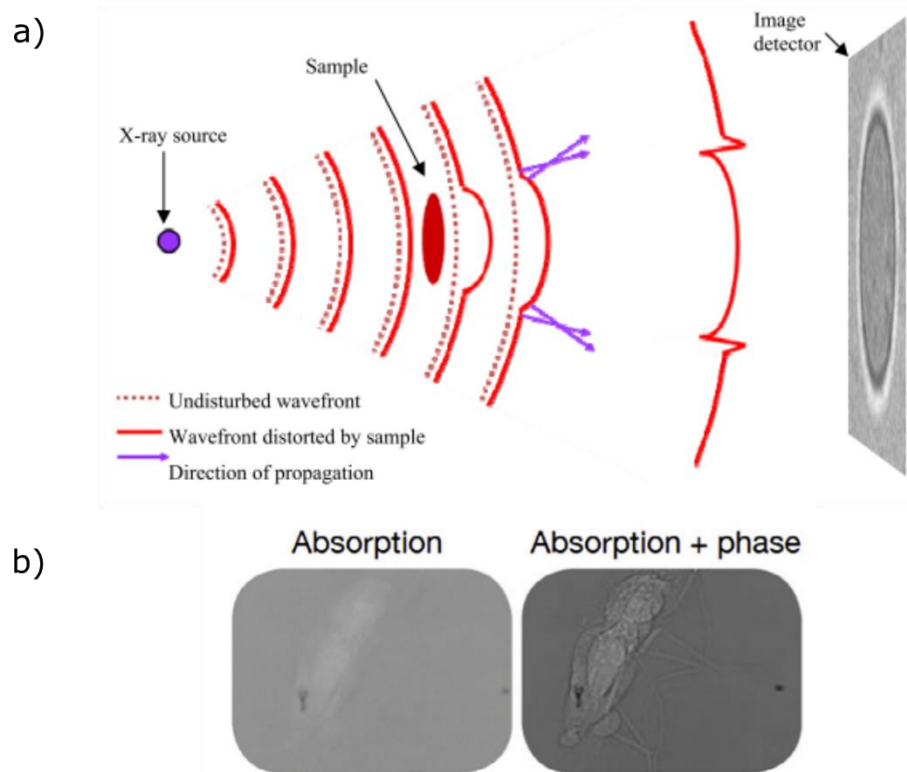 a)
Image
detector
Sample
X-ray source
Undisturbed wavefront
Wavefront distorted by sample
Direction of propagation
b)
Absorption
Absorption + phase